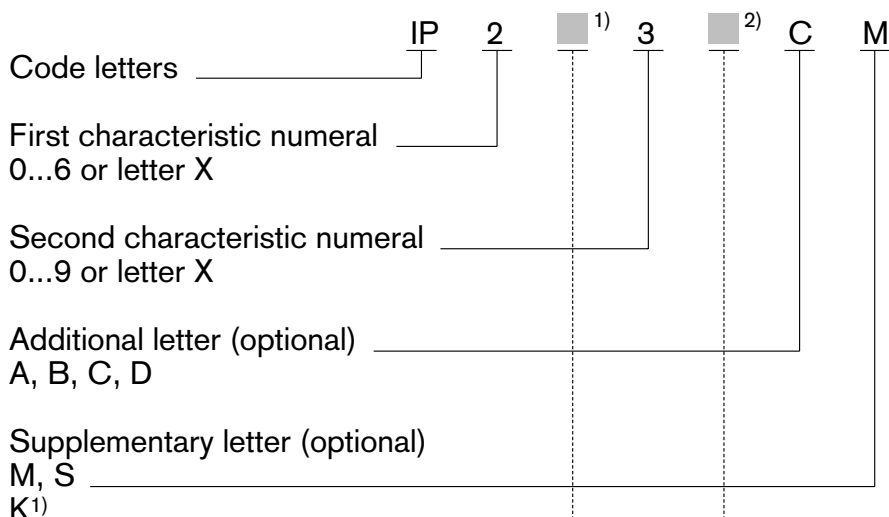 IP 2 1) 3 2) C M
Code letters
First characteristic numeral
0...6 or letter X
Second characteristic numeral
0...9 or letter X
Additional letter (optional)
A, B, C, D
Supplementary letter (optional)
M, S
K1)